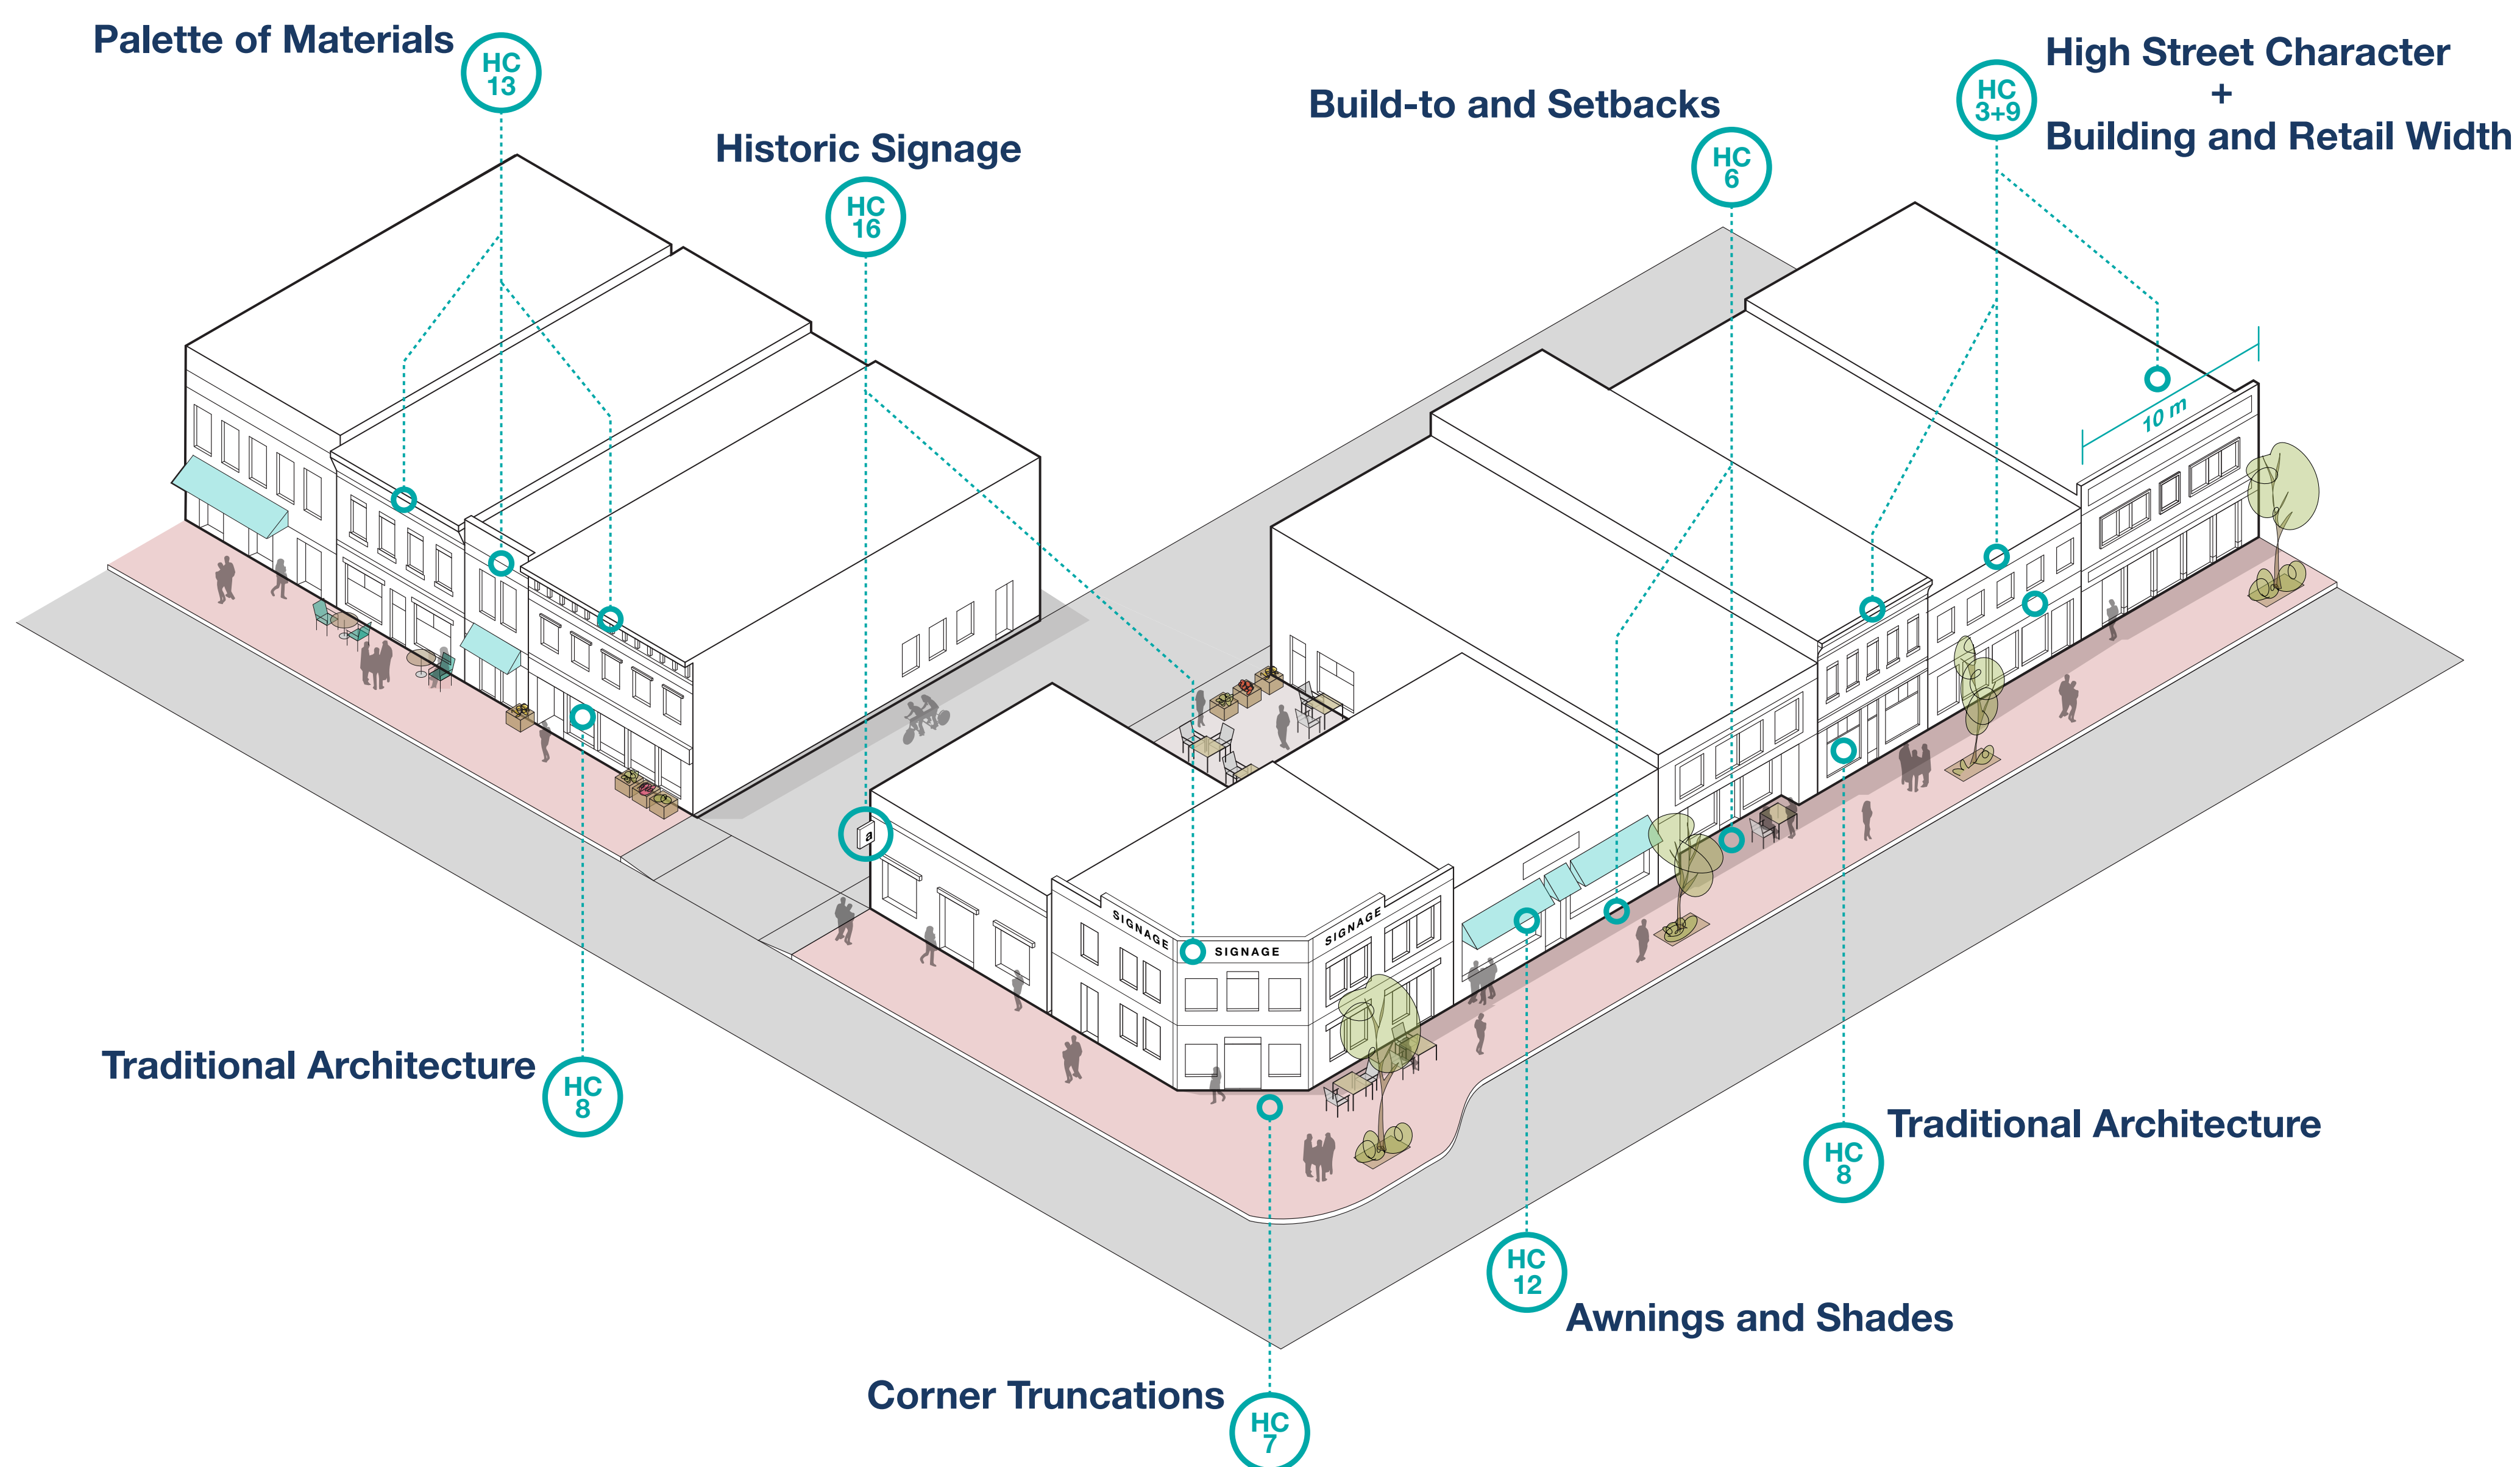 Palette of Materials
HC
13
Historic Signage
HC
16
Build-to and Setbacks
HC
6
High Street Character
+
Building and Retail Width
HC
3+9
10 m
a
SIGNAGE
SIGNAGE
SIGNAGE
Traditional Architecture
HC
8
Traditional Architecture
HC
8
HC
12
Awnings and Shades
Corner Truncations
HC
7